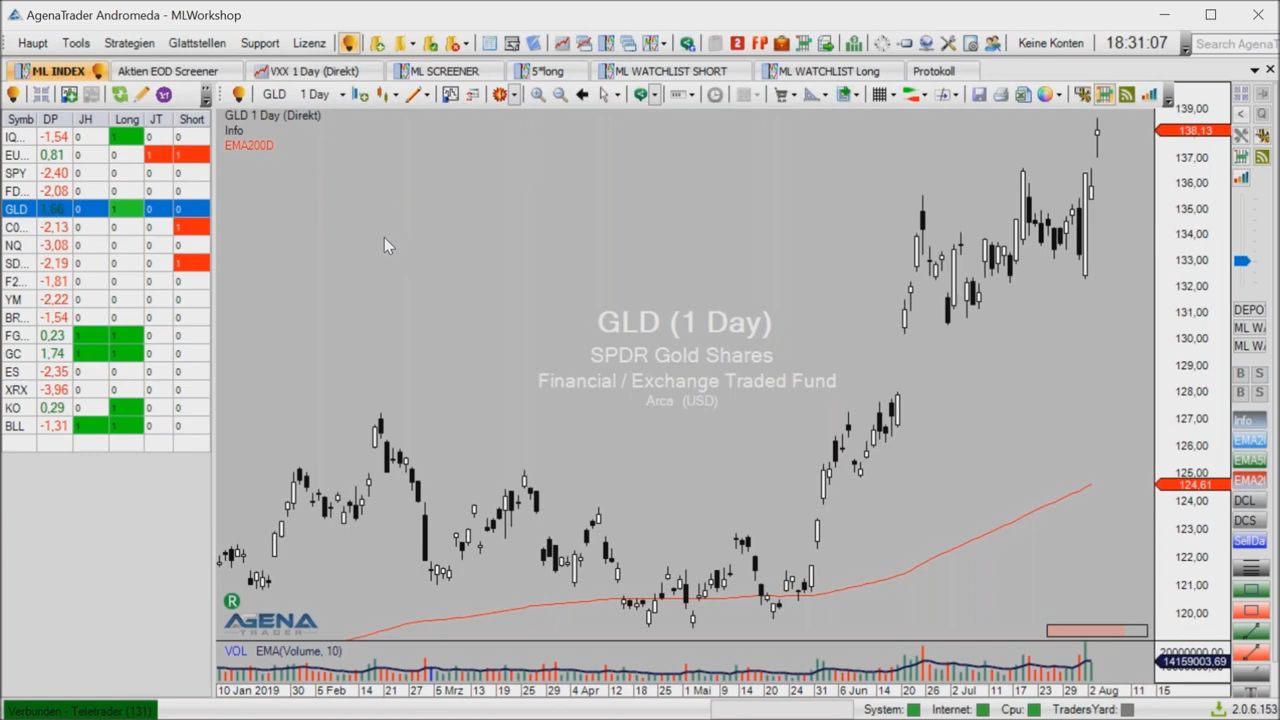 AgenaTrader Andromeda - MLWorkshop
Haupt Tools Strategien Glattstellen Support Lizenz 2 FP Keine Konten 18:31:07 Search AgenaT
ML INDEX Aktien EOD Screener VXX 1 Day (Direkt) ML SCREENER 5*long ML WATCHLIST SHORT ML WATCHLIST Long Protokoll
GLD 1 Day
Symb DP JH Long JT Short
IQ... -1,54 0 1 0 0
EU... 0,81 0 0 1 1
SPY -2,40 0 0 0 0
FD... -2,08 0 0 0 0
GLD 1,66 0 1 0 0
C0... -2,13 0 0 0 1
NQ -3,08 0 0 0 0
SD... -2,19 0 0 0 1
F2... -1,81 0 0 0 0
YM -2,22 0 0 0 0
BR... -1,54 0 0 0 0
FG... 0,23 1 1 0 0
GC 1,74 1 1 0 0
ES -2,35 0 0 0 0
XRX -3,96 0 0 0 0
KO 0,29 0 1 0 0
BLL -1,31 1 1 0 0
GLD 1 Day (Direkt)
Info
EMA200D
GLD (1 Day)
SPDR Gold Shares
Financial / Exchange Traded Fund
Arca (USD)
R
AGENA
TRADER
139,00
138,13
137,00
136,00
135,00
134,00
133,00
132,00
131,00
130,00
129,00
128,00
127,00
126,00
125,00
124,61
124,00
123,00
122,00
121,00
120,00
DEPO
ML W
ML W
B S
B S
Info
EMA2
EMA5
EMA2
DCL
DCS
SellDa
VOL EMA(Volume, 10)
20000000,00
14159003,69
10 Jan 2019 30 5 Feb 14 21 27 5 Mrz 13 19 25 4 Apr 12 18 25 1 Mai 8 14 20 24 31 6 Jun 14 20 26 2 Jul 11 17 23 29 2 Aug 11 15
Verbunden - Teletrader (131) System: Internet: Cpu: TradersYard: 2.0.6.153